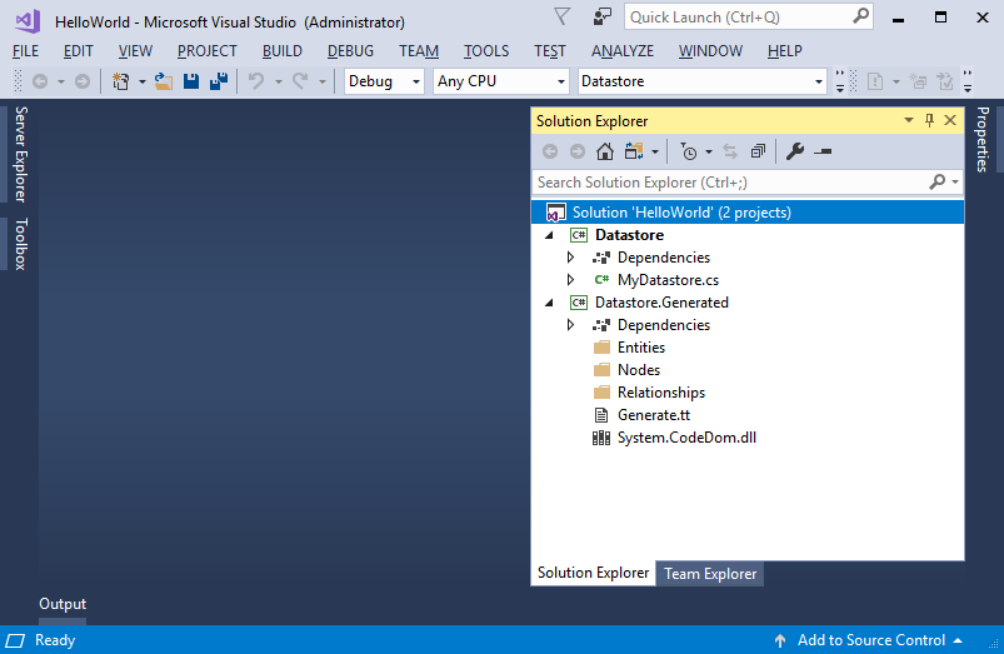 HelloWorld - Microsoft Visual Studio (Administrator)
Quick Launch (Ctrl+Q)
FILE EDIT VIEW PROJECT BUILD DEBUG TEAM TOOLS TEST ANALYZE WINDOW HELP
Debug Any CPU Datastore
Server Explorer
Toolbox
Solution Explorer
Search Solution Explorer (Ctrl+;)
Solution 'HelloWorld' (2 projects)
C# Datastore
Dependencies
C# MyDatastore.cs
C# Datastore.Generated
Dependencies
Entities
Nodes
Relationships
Generate.tt
System.CodeDom.dll
Solution Explorer Team Explorer
Properties
Output
Ready Add to Source Control